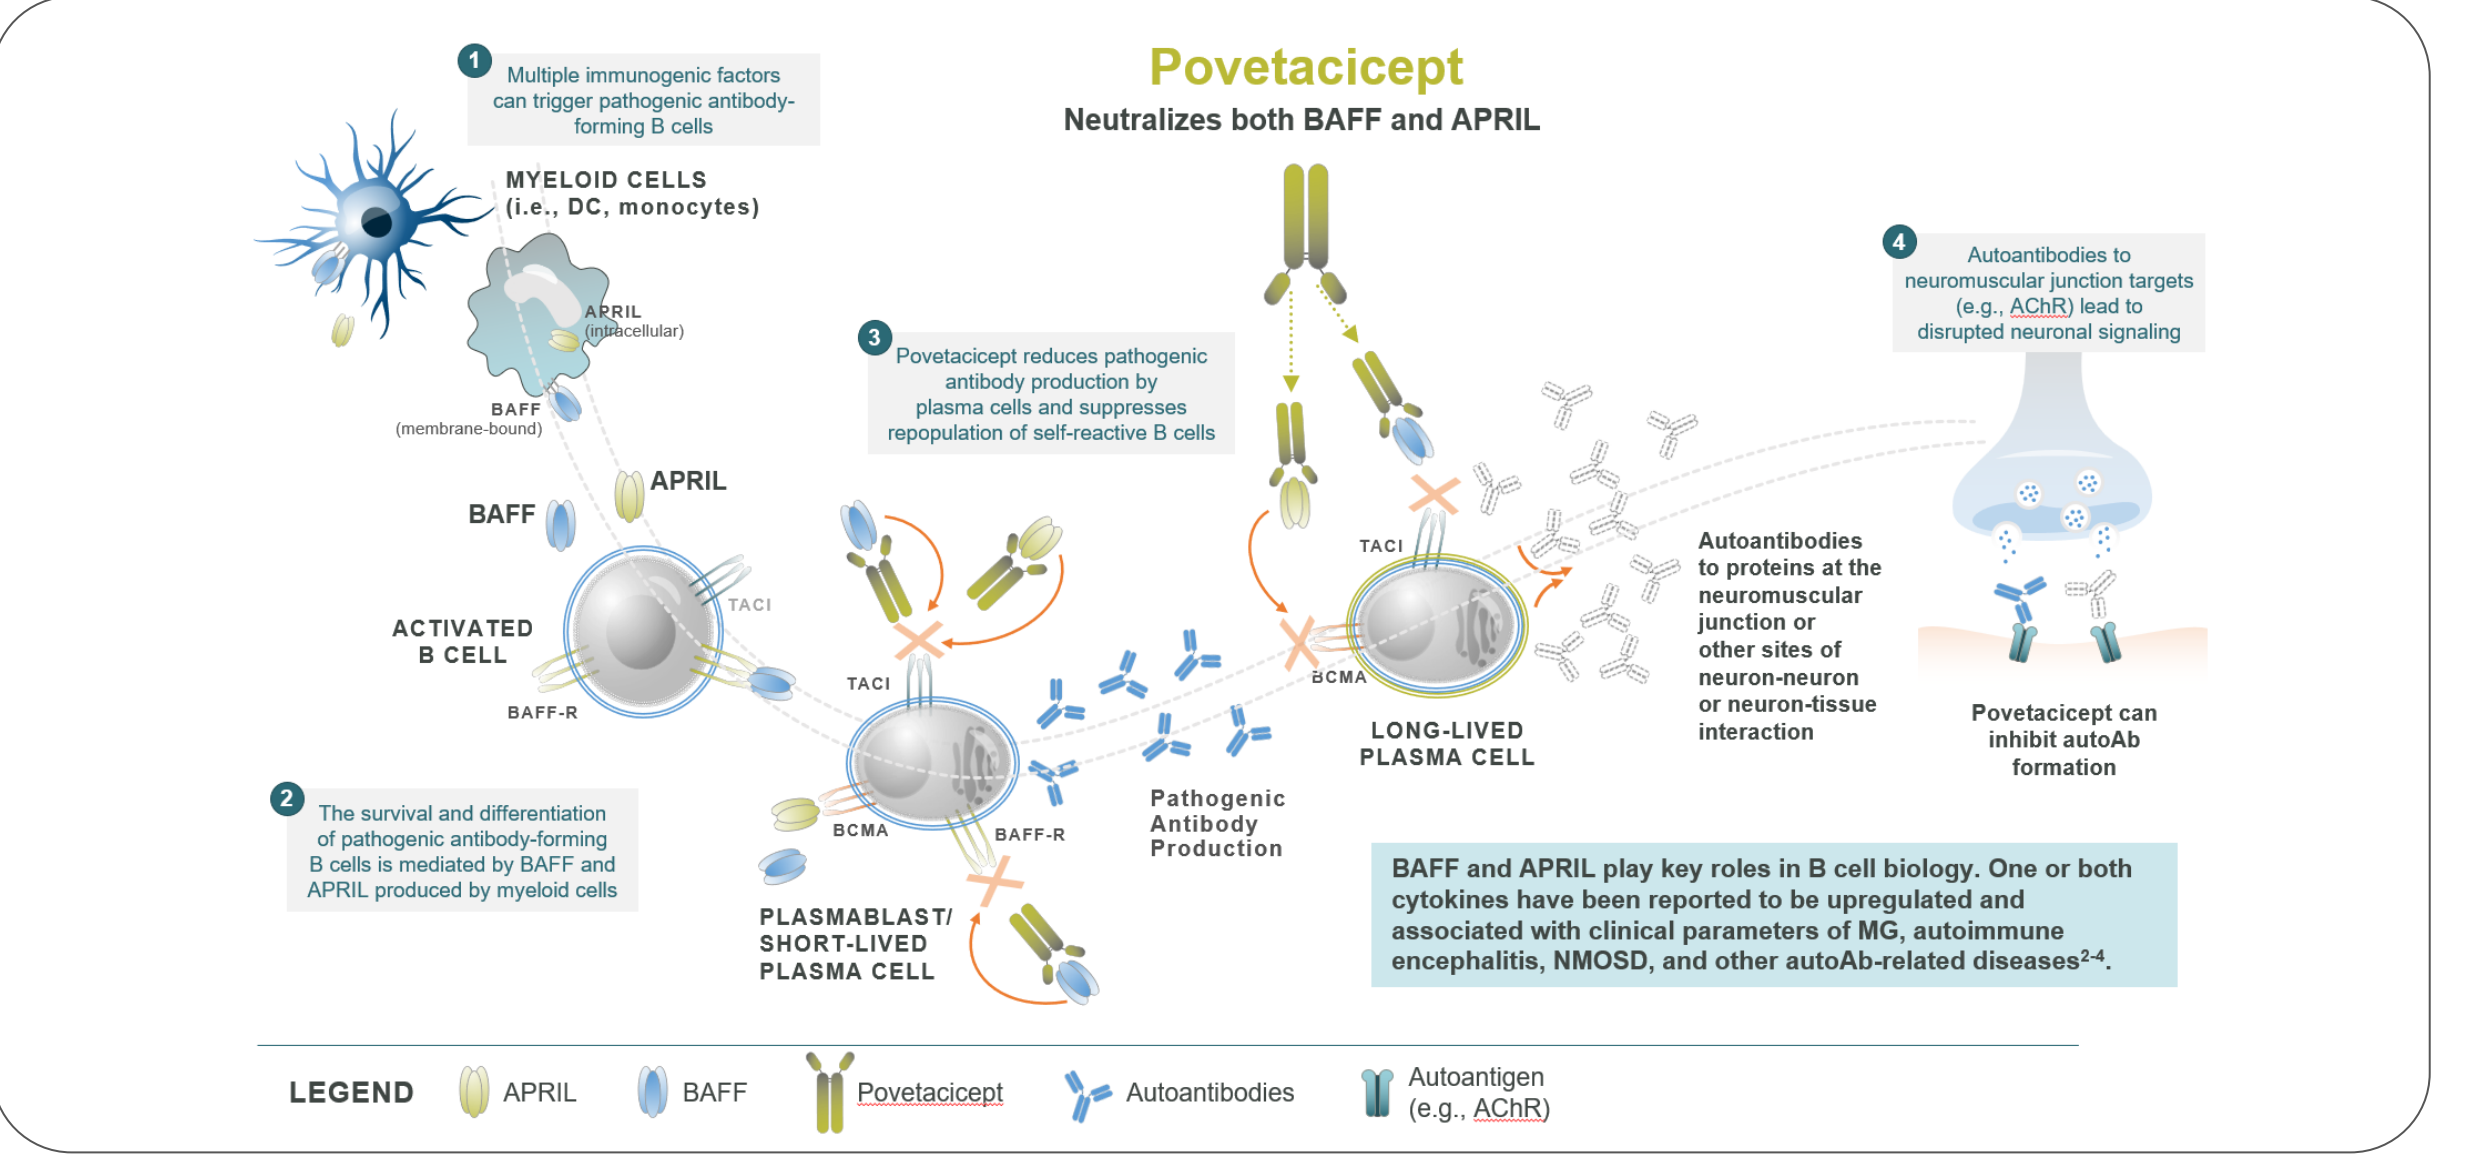 1
Multiple immunogenic factors
can trigger pathogenic antibody-
forming B cells
Povetacicept
Neutralizes both BAFF and APRIL
MYELOID CELLS
(i.e., DC, monocytes)
APRIL
(intracellular)
BAFF
(membrane-bound)
APRIL
BAFF
TACI
ACTIVATED
B CELL
BAFF-R
2
The survival and differentiation
of pathogenic antibody-forming
B cells is mediated by BAFF and
APRIL produced by myeloid cells
3
Povetacicept reduces pathogenic
antibody production by
plasma cells and suppresses
repopulation of self-reactive B cells
TACI
BCMA
BAFF-R
PLASMABLAST/
SHORT-LIVED
PLASMA CELL
Pathogenic
Antibody
Production
TACI
BCMA
LONG-LIVED
PLASMA CELL
Autoantibodies
to proteins at the
neuromuscular
junction or
other sites of
neuron-neuron
or neuron-tissue
interaction
4
Autoantibodies to
neuromuscular junction targets
(e.g., AChR) lead to
disrupted neuronal signaling
Povetacicept can
inhibit autoAb
formation
BAFF and APRIL play key roles in B cell biology. One or both
cytokines have been reported to be upregulated and
associated with clinical parameters of MG, autoimmune
encephalitis, NMOSD, and other autoAb-related diseases²⁻⁴.
LEGEND
APRIL
BAFF
Povetacicept
Autoantibodies
Autoantigen
(e.g., AChR)